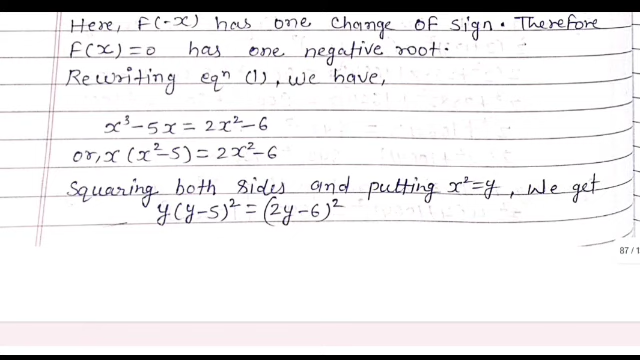 Here, F(-x) has one change of sign. Therefore
F(x)=0 has one negative root.
Rewriting eqⁿ (1), we have,
x³-5x = 2x²-6
or, x (x²-5) = 2x²-6
Squaring both sides and putting x²=y, we get
y(y-5)² = (2y-6)²
87/1